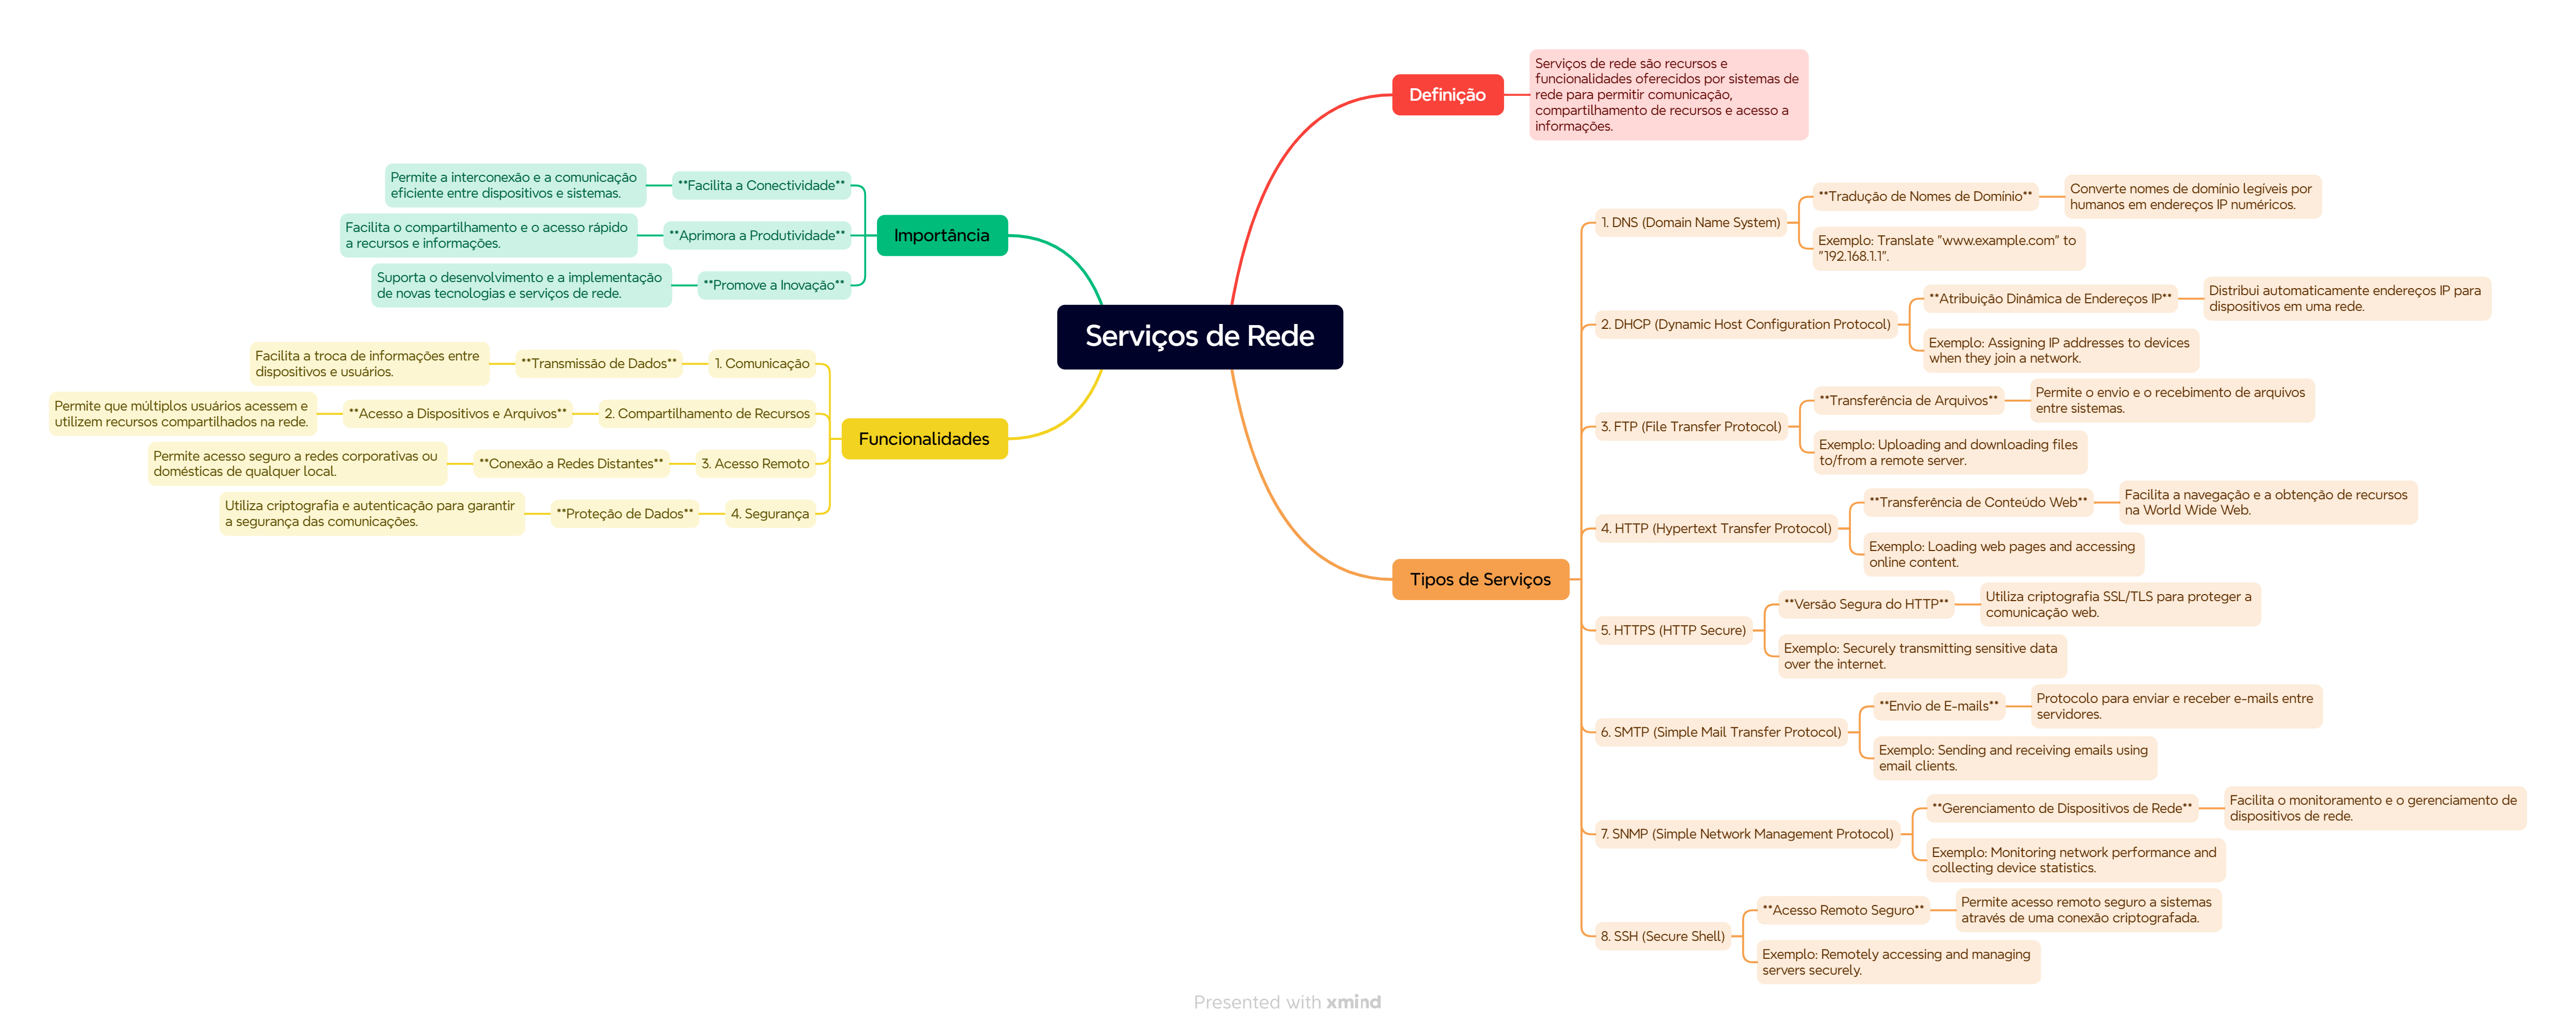 Serviços de Rede
Definição
Serviços de rede são recursos e
funcionalidades oferecidos por sistemas de
rede para permitir comunicação,
compartilhamento de recursos e acesso a
informações.
Tipos de Serviços
1. DNS (Domain Name System)
**Tradução de Nomes de Domínio**
Converte nomes de domínio legíveis por
humanos em endereços IP numéricos.
Exemplo: Translate "www.example.com" to
"192.168.1.1".
2. DHCP (Dynamic Host Configuration Protocol)
**Atribuição Dinâmica de Endereços IP**
Distribui automaticamente endereços IP para
dispositivos em uma rede.
Exemplo: Assigning IP addresses to devices
when they join a network.
3. FTP (File Transfer Protocol)
**Transferência de Arquivos**
Permite o envio e o recebimento de arquivos
entre sistemas.
Exemplo: Uploading and downloading files
to/from a remote server.
4. HTTP (Hypertext Transfer Protocol)
**Transferência de Conteúdo Web**
Facilita a navegação e a obtenção de recursos
na World Wide Web.
Exemplo: Loading web pages and accessing
online content.
5. HTTPS (HTTP Secure)
**Versão Segura do HTTP**
Utiliza criptografia SSL/TLS para proteger a
comunicação web.
Exemplo: Securely transmitting sensitive data
over the internet.
6. SMTP (Simple Mail Transfer Protocol)
**Envio de E-mails**
Protocolo para enviar e receber e-mails entre
servidores.
Exemplo: Sending and receiving emails using
email clients.
7. SNMP (Simple Network Management Protocol)
**Gerenciamento de Dispositivos de Rede**
Facilita o monitoramento e o gerenciamento de
dispositivos de rede.
Exemplo: Monitoring network performance and
collecting device statistics.
8. SSH (Secure Shell)
**Acesso Remoto Seguro**
Permite acesso remoto seguro a sistemas
através de uma conexão criptografada.
Exemplo: Remotely accessing and managing
servers securely.
Importância
**Facilita a Conectividade**
Permite a interconexão e a comunicação
eficiente entre dispositivos e sistemas.
**Aprimora a Produtividade**
Facilita o compartilhamento e o acesso rápido
a recursos e informações.
**Promove a Inovação**
Suporta o desenvolvimento e a implementação
de novas tecnologias e serviços de rede.
Funcionalidades
1. Comunicação
**Transmissão de Dados**
Facilita a troca de informações entre
dispositivos e usuários.
2. Compartilhamento de Recursos
**Acesso a Dispositivos e Arquivos**
Permite que múltiplos usuários acessem e
utilizem recursos compartilhados na rede.
3. Acesso Remoto
**Conexão a Redes Distantes**
Permite acesso seguro a redes corporativas ou
domésticas de qualquer local.
4. Segurança
**Proteção de Dados**
Utiliza criptografia e autenticação para garantir
a segurança das comunicações.
Presented with xmind